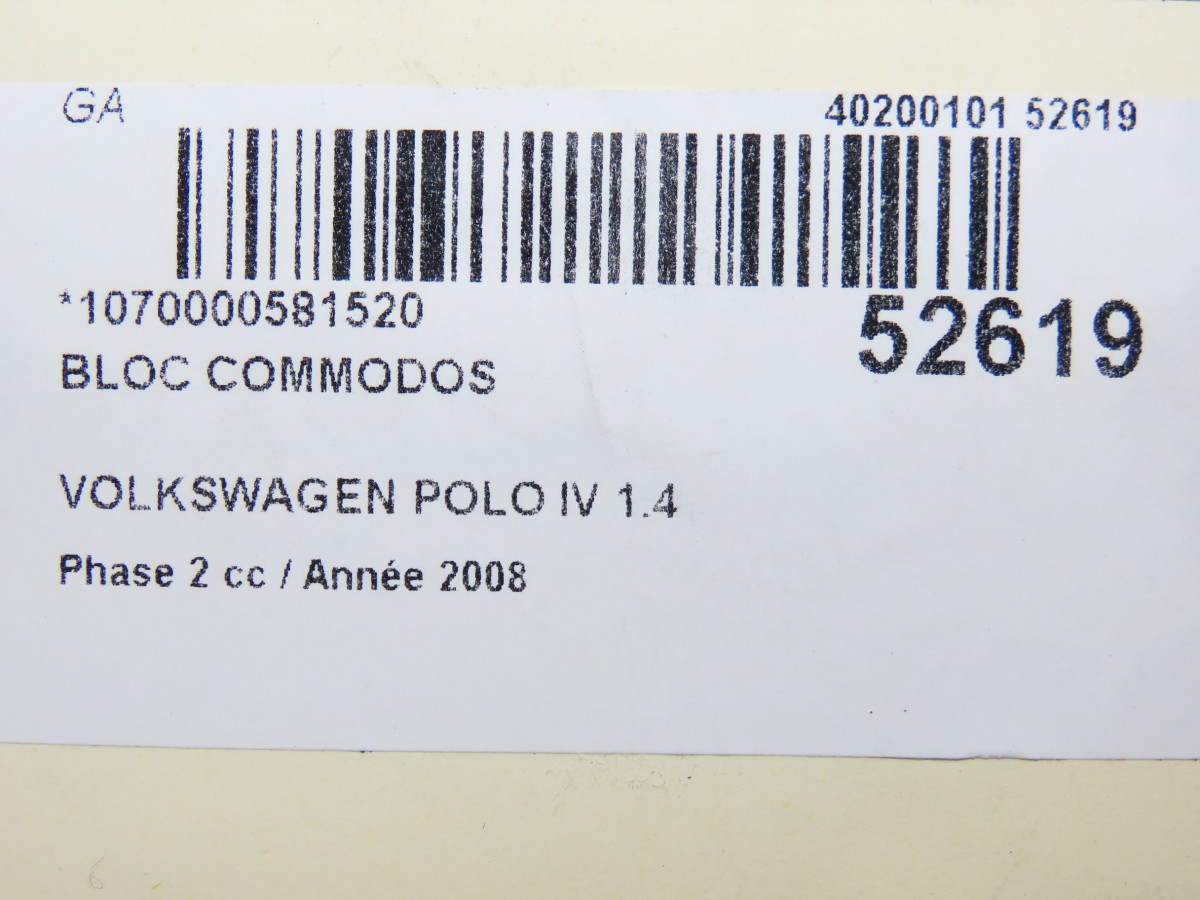 GA 40200101 52619
*1070000581520
52619
BLOC COMMODOS
VOLKSWAGEN POLO IV 1.4
Phase 2 cc / Année 2008